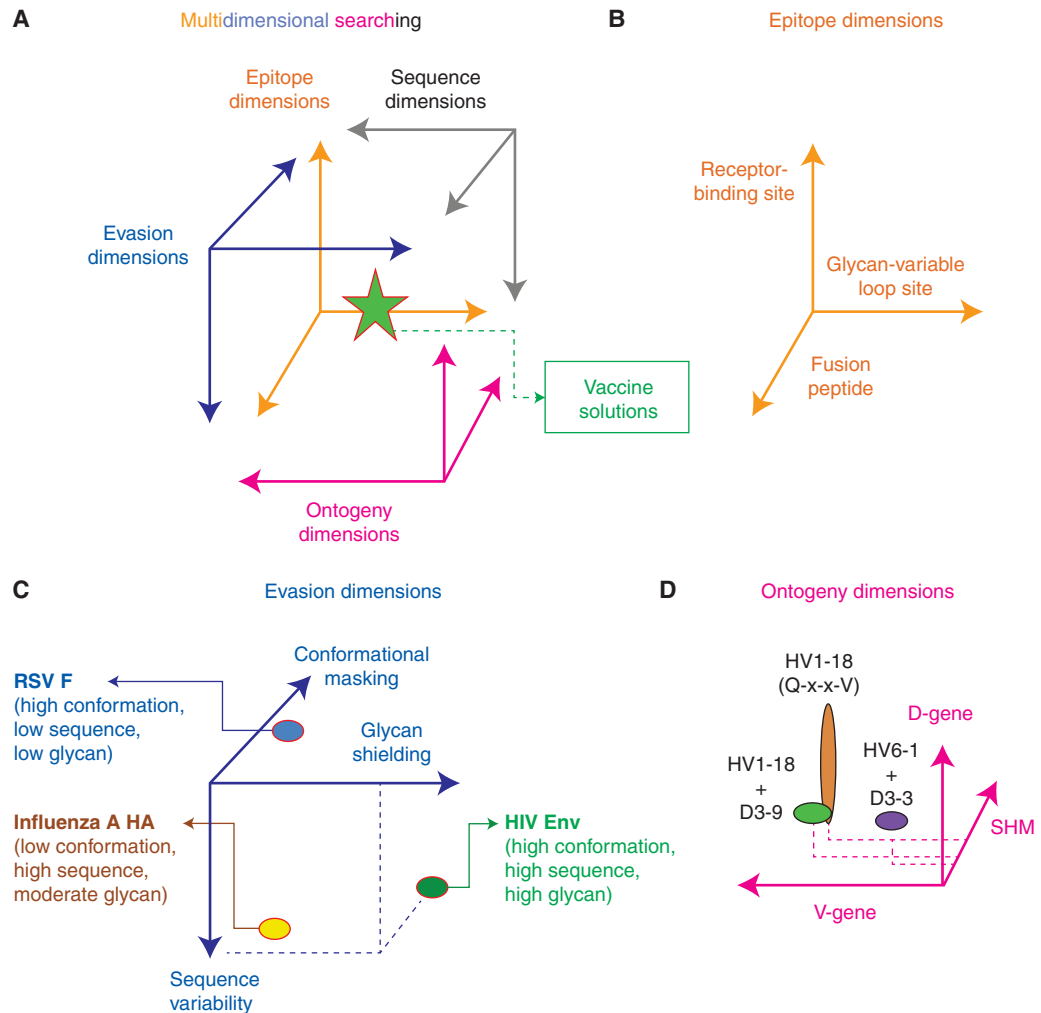 A
Multidimensional searching
Epitope
dimensions
Sequence
dimensions
Evasion
dimensions
Vaccine
solutions
Ontogeny
dimensions
B
Epitope dimensions
Receptor-
binding site
Glycan-variable
loop site
Fusion
peptide
C
Evasion dimensions
Conformational
masking
RSV F
(high conformation,
low sequence,
low glycan)
Glycan
shielding
Influenza A HA
(low conformation,
high sequence,
moderate glycan)
HIV Env
(high conformation,
high sequence,
high glycan)
Sequence
variability
D
Ontogeny dimensions
HV1-18
(Q-x-x-V)
D-gene
HV1-18
+
D3-9
HV6-1
+
D3-3
SHM
V-gene